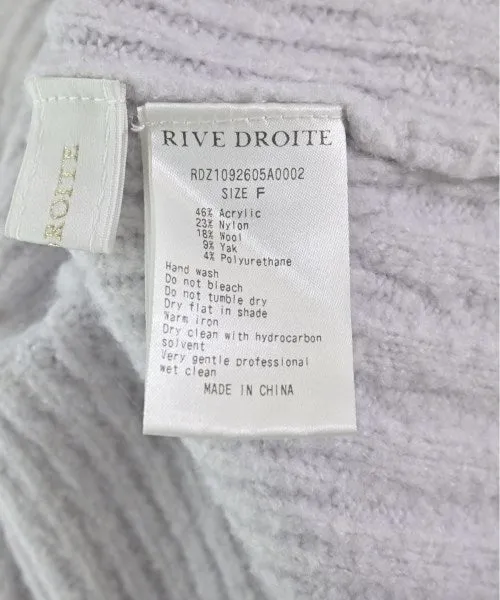 RIVE DROITE
RDZ1092605A0002
SIZE F
46% Acrylic
23% Nylon
18% Wool
9% Yak
4% Polyurethane
Hand wash
Do not bleach
Do not tumble dry
Dry flat in shade
Warm iron
Dry clean with hydrocarbon
solvent
Very gentle professional
wet clean
MADE IN CHINA
DROITE